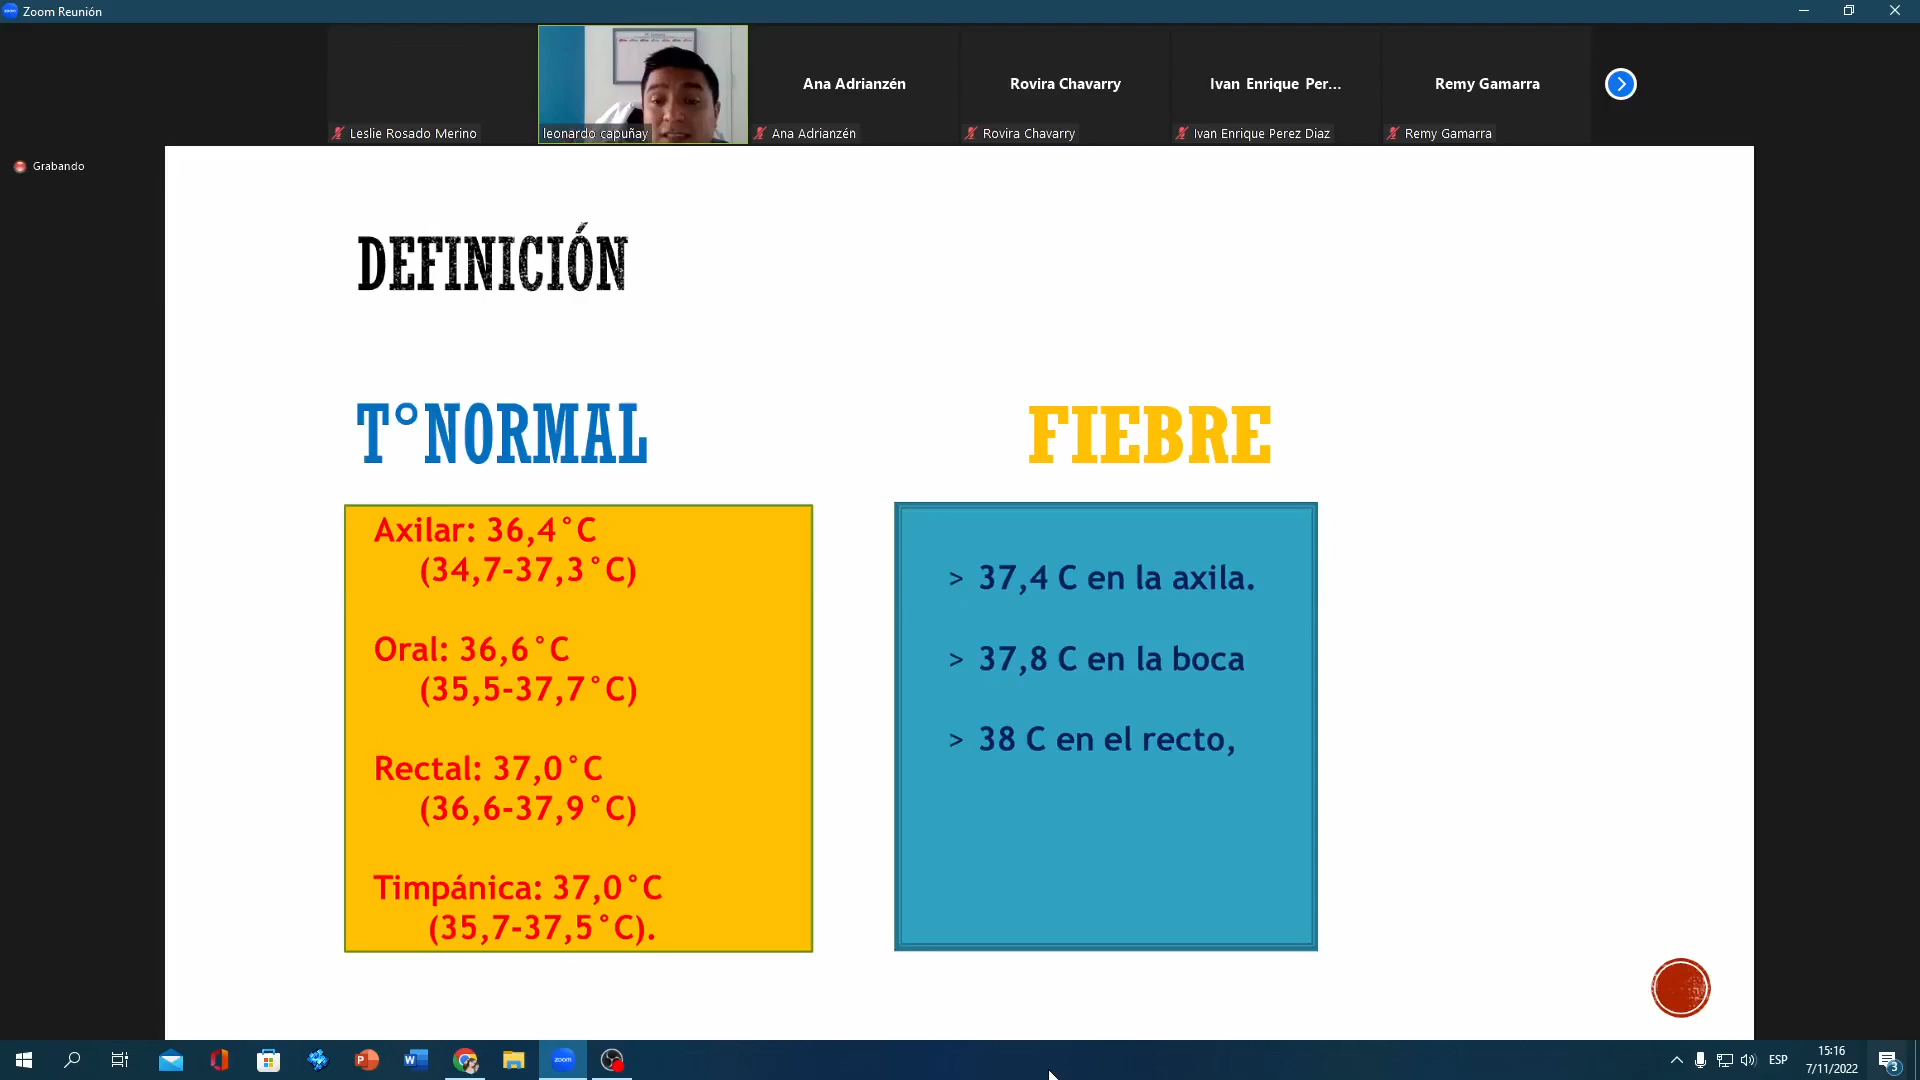 Zoom Reunión
Ana Adrianzén
Rovira Chavarry
Ivan Enrique Per...
Remy Gamarra
Leslie Rosado Merino
leonardo capuñay
Ana Adrianzén
Rovira Chavarry
Ivan Enrique Perez Diaz
Remy Gamarra
Grabando
DEFINICIÓN
T°NORMAL
Axilar: 36,4°C
(34,7-37,3°C)
Oral: 36,6°C
(35,5-37,7°C)
Rectal: 37,0°C
(36,6-37,9°C)
Timpánica: 37,0°C
(35,7-37,5°C).
FIEBRE
> 37,4 C en la axila.
> 37,8 C en la boca
> 38 C en el recto,
zoom
ESP
15:16
7/11/2022
3